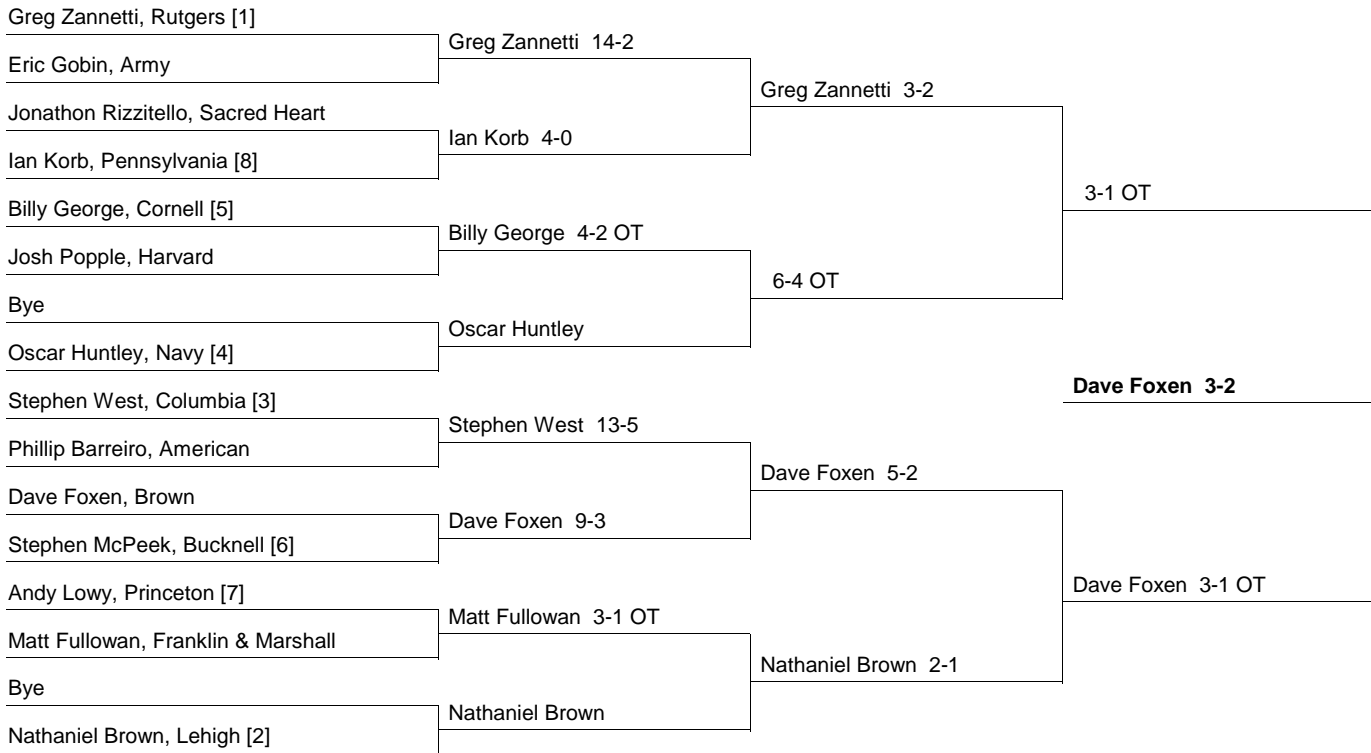 Greg Zannetti, Rutgers [1]
Greg Zannetti 14-2
Eric Gobin, Army
Greg Zannetti 3-2
Jonathon Rizzitello, Sacred Heart
Ian Korb 4-0
Ian Korb, Pennsylvania [8]
3-1 OT
Billy George, Cornell [5]
Billy George 4-2 OT
Josh Popple, Harvard
6-4 OT
Bye
Oscar Huntley
Oscar Huntley, Navy [4]
Dave Foxen 3-2
Stephen West, Columbia [3]
Stephen West 13-5
Phillip Barreiro, American
Dave Foxen 5-2
Dave Foxen, Brown
Dave Foxen 9-3
Stephen McPeek, Bucknell [6]
Dave Foxen 3-1 OT
Andy Lowy, Princeton [7]
Matt Fullowan 3-1 OT
Matt Fullowan, Franklin & Marshall
Nathaniel Brown 2-1
Bye
Nathaniel Brown
Nathaniel Brown, Lehigh [2]